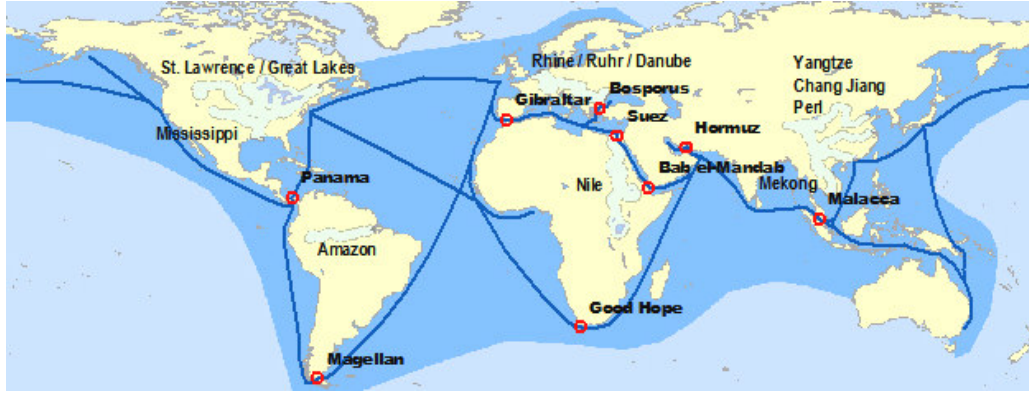 St. Lawrence / Great Lakes
Rhine / Ruhr / Danube
Yangtze
Chang Jiang
Perl
Bosporus
Gibraltar
Suez
Hormuz
Mississippi
Bab el-Mandab
Panama
Nile
Mekong
Malacca
Amazon
Good Hope
Magellan